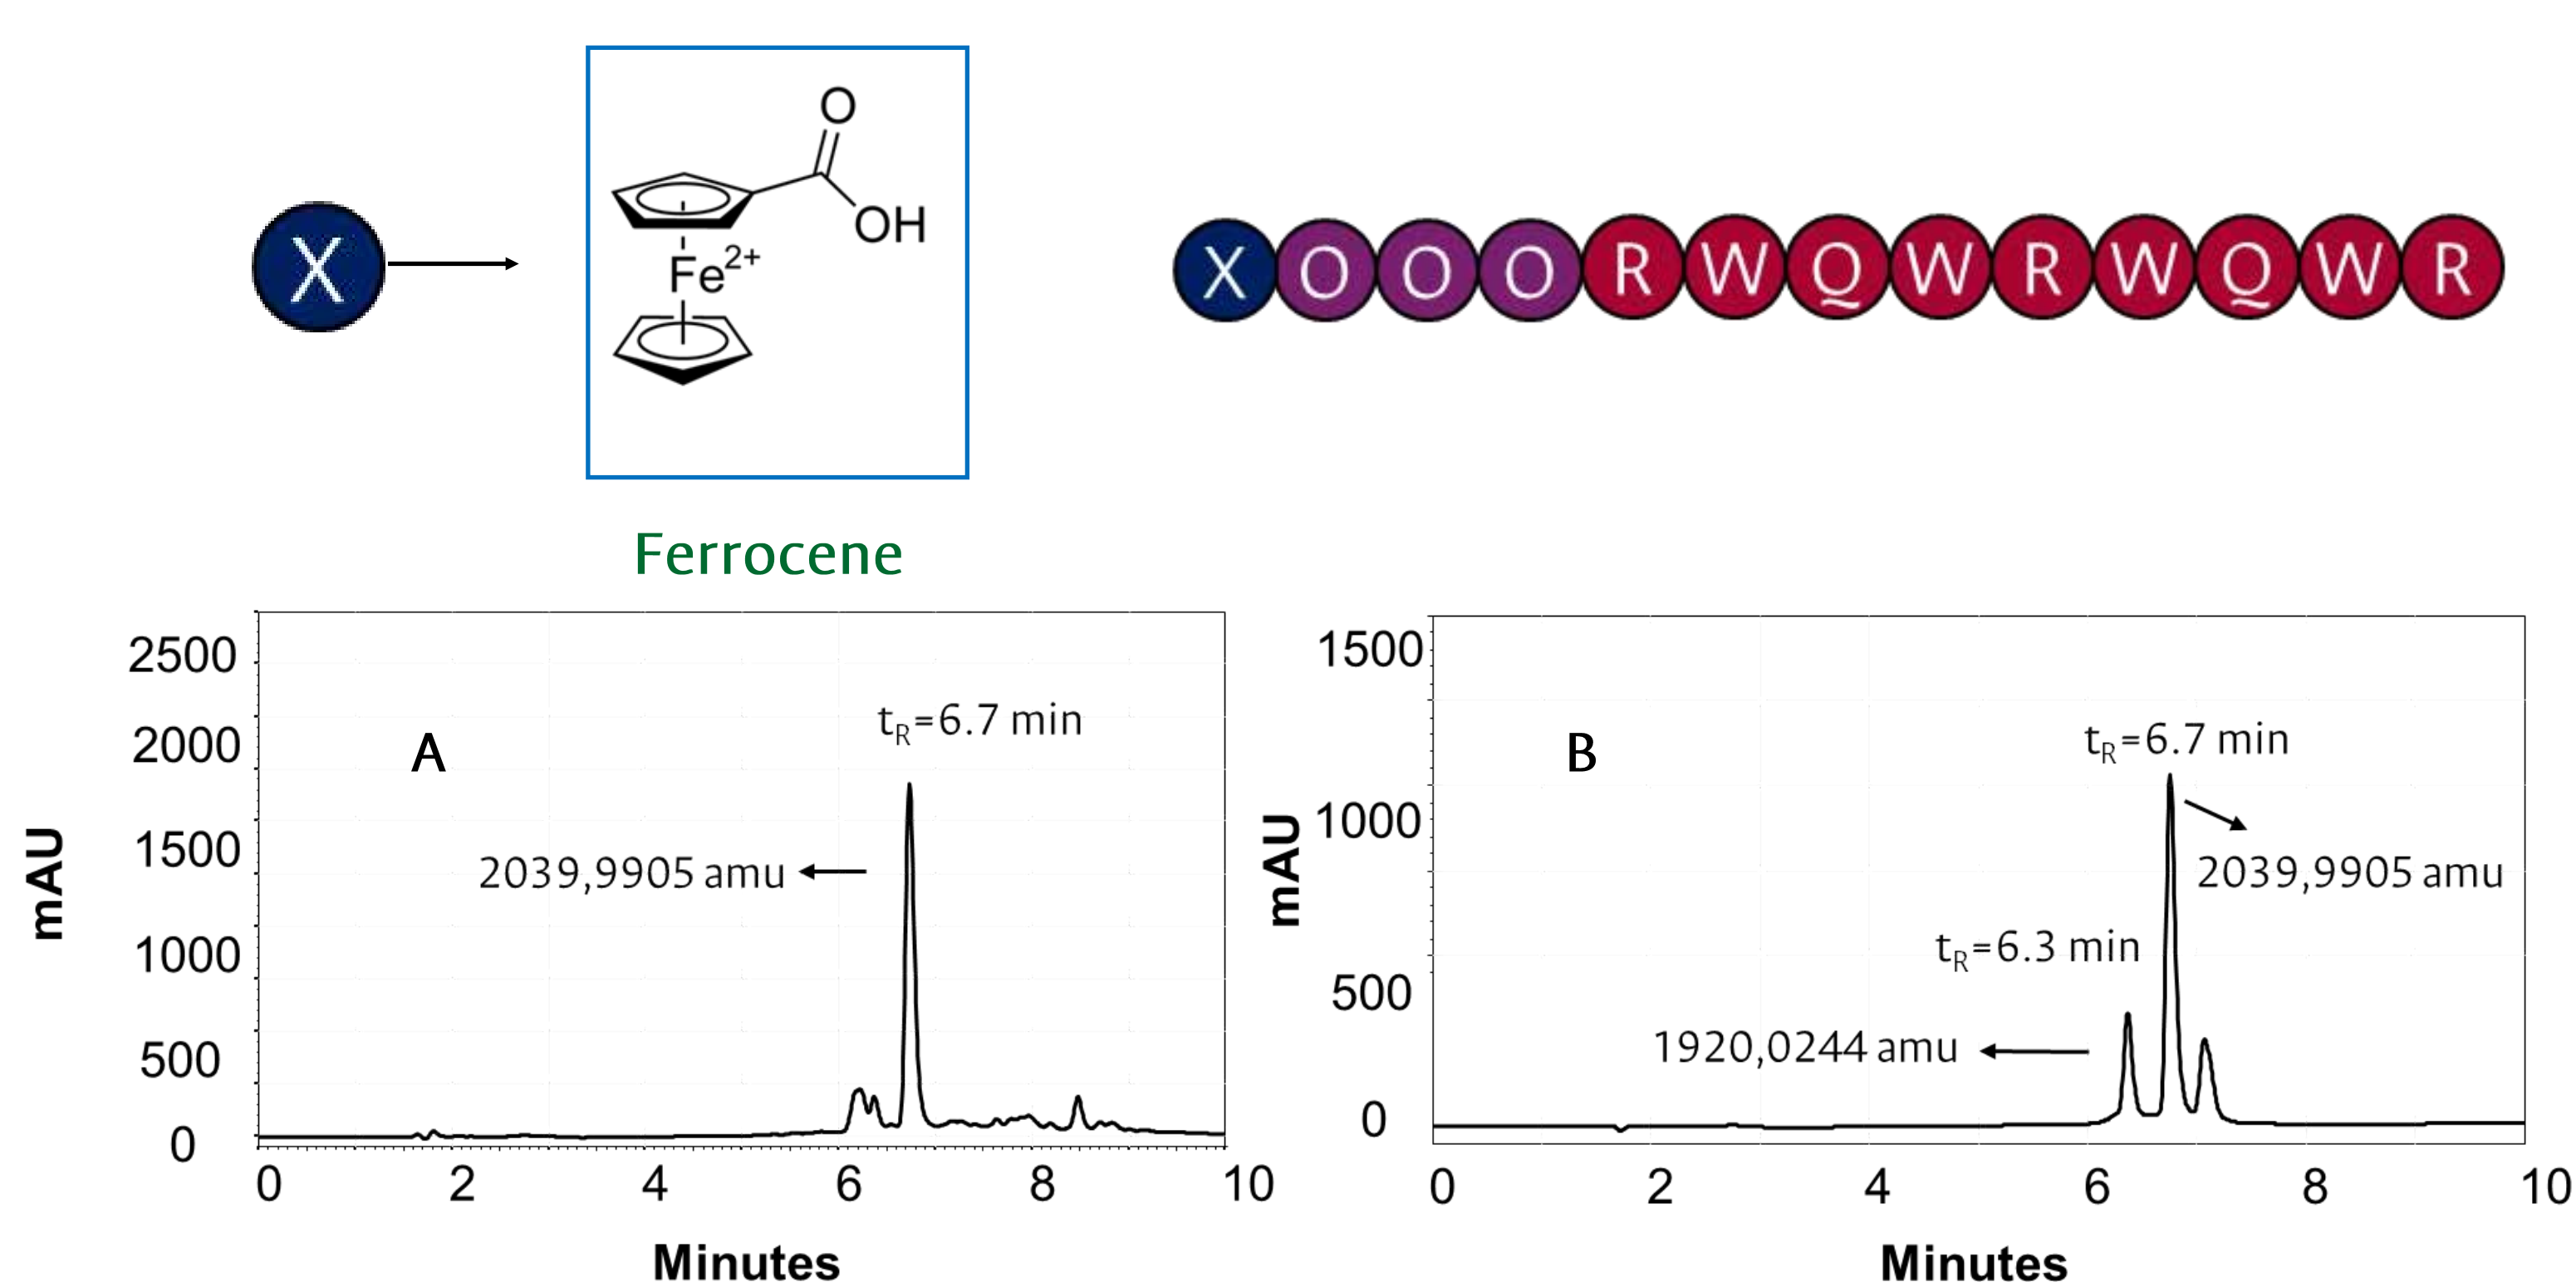 O
OH
Fe2+
X
X O O O R W Q W R W Q W R
Ferrocene
2500
2000
1500
1000
500
0
mAU
A
tR=6.7 min
2039,9905 amu
0 2 4 6 8 10
Minutes
1500
1000
500
0
mAU
B
tR=6.7 min
2039,9905 amu
tR=6.3 min
1920,0244 amu
0 2 4 6 8 10
Minutes